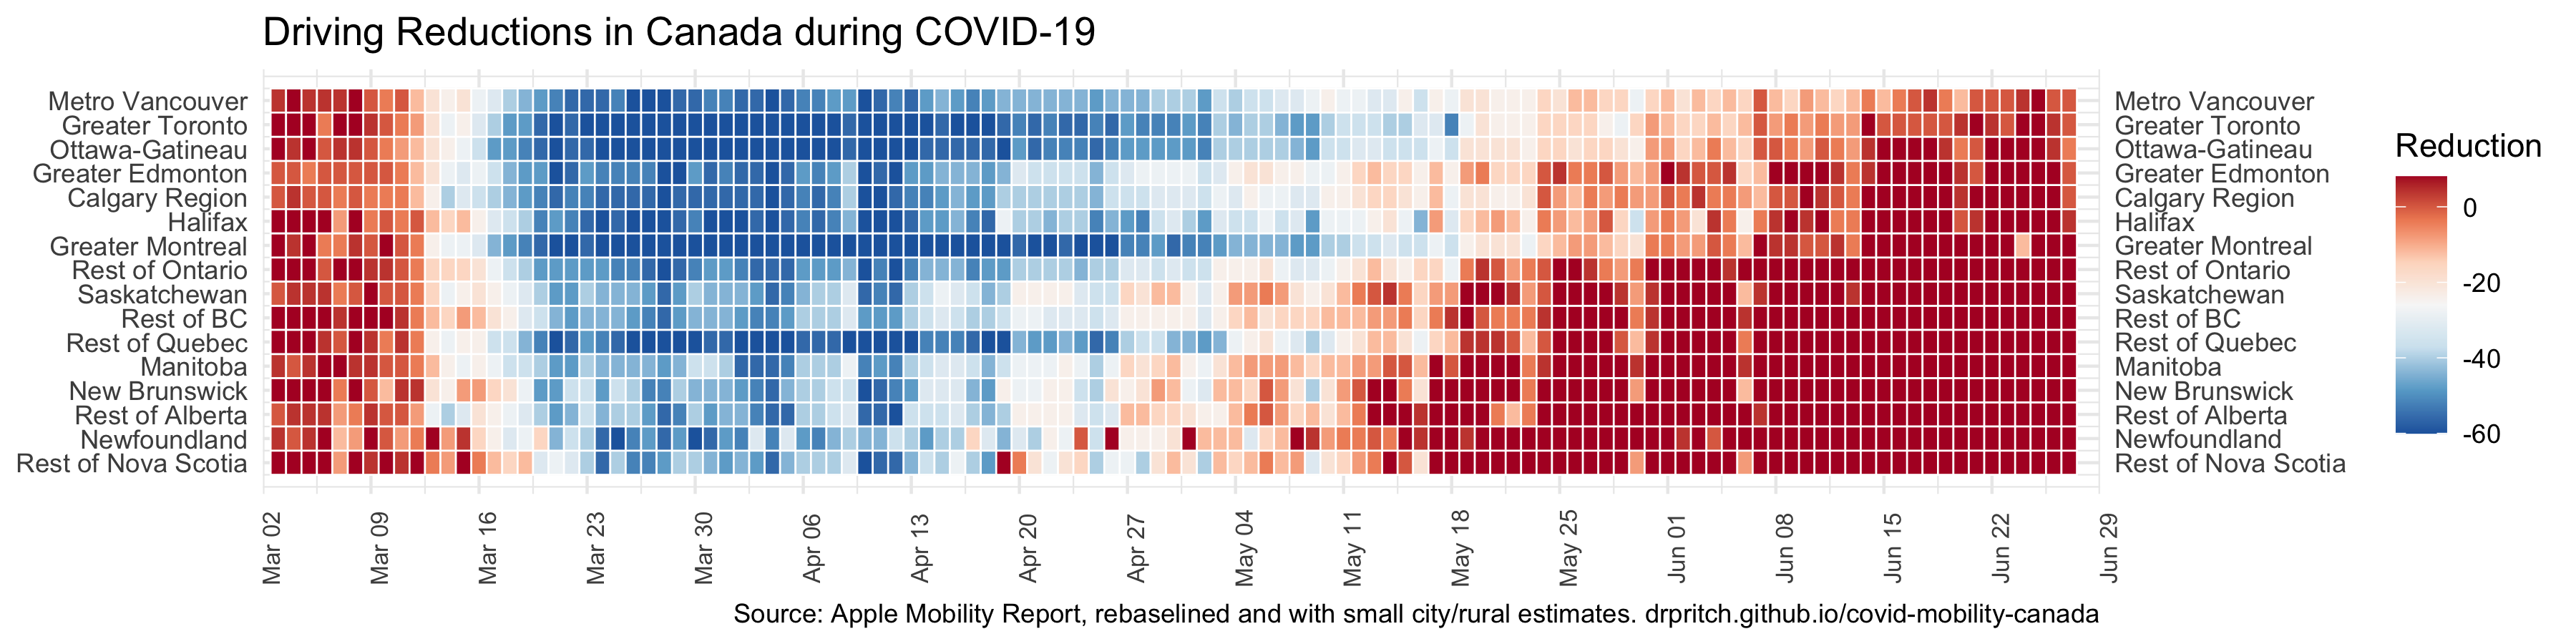 Driving Reductions in Canada during COVID-19
Metro Vancouver
Greater Toronto
Ottawa-Gatineau
Greater Edmonton
Calgary Region
Halifax
Greater Montreal
Rest of Ontario
Saskatchewan
Rest of BC
Rest of Quebec
Manitoba
New Brunswick
Rest of Alberta
Newfoundland
Rest of Nova Scotia
Metro Vancouver
Greater Toronto
Ottawa-Gatineau
Greater Edmonton
Calgary Region
Halifax
Greater Montreal
Rest of Ontario
Saskatchewan
Rest of BC
Rest of Quebec
Manitoba
New Brunswick
Rest of Alberta
Newfoundland
Rest of Nova Scotia
Reduction
0
-20
-40
-60
Mar 02
Mar 09
Mar 16
Mar 23
Mar 30
Apr 06
Apr 13
Apr 20
Apr 27
May 04
May 11
May 18
May 25
Jun 01
Jun 08
Jun 15
Jun 22
Jun 29
Source: Apple Mobility Report, rebaselined and with small city/rural estimates. drpritch.github.io/covid-mobility-canada